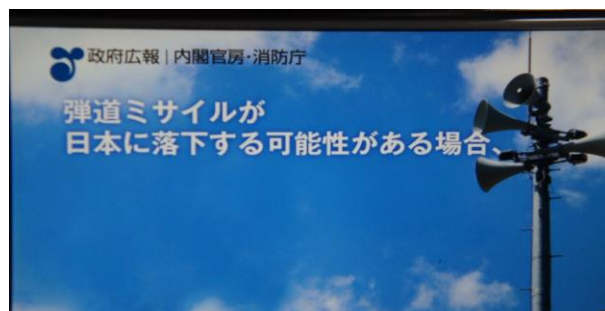 政府広報 | 内閣官房・消防庁
弾道ミサイルが
日本に落下する可能性がある場合、